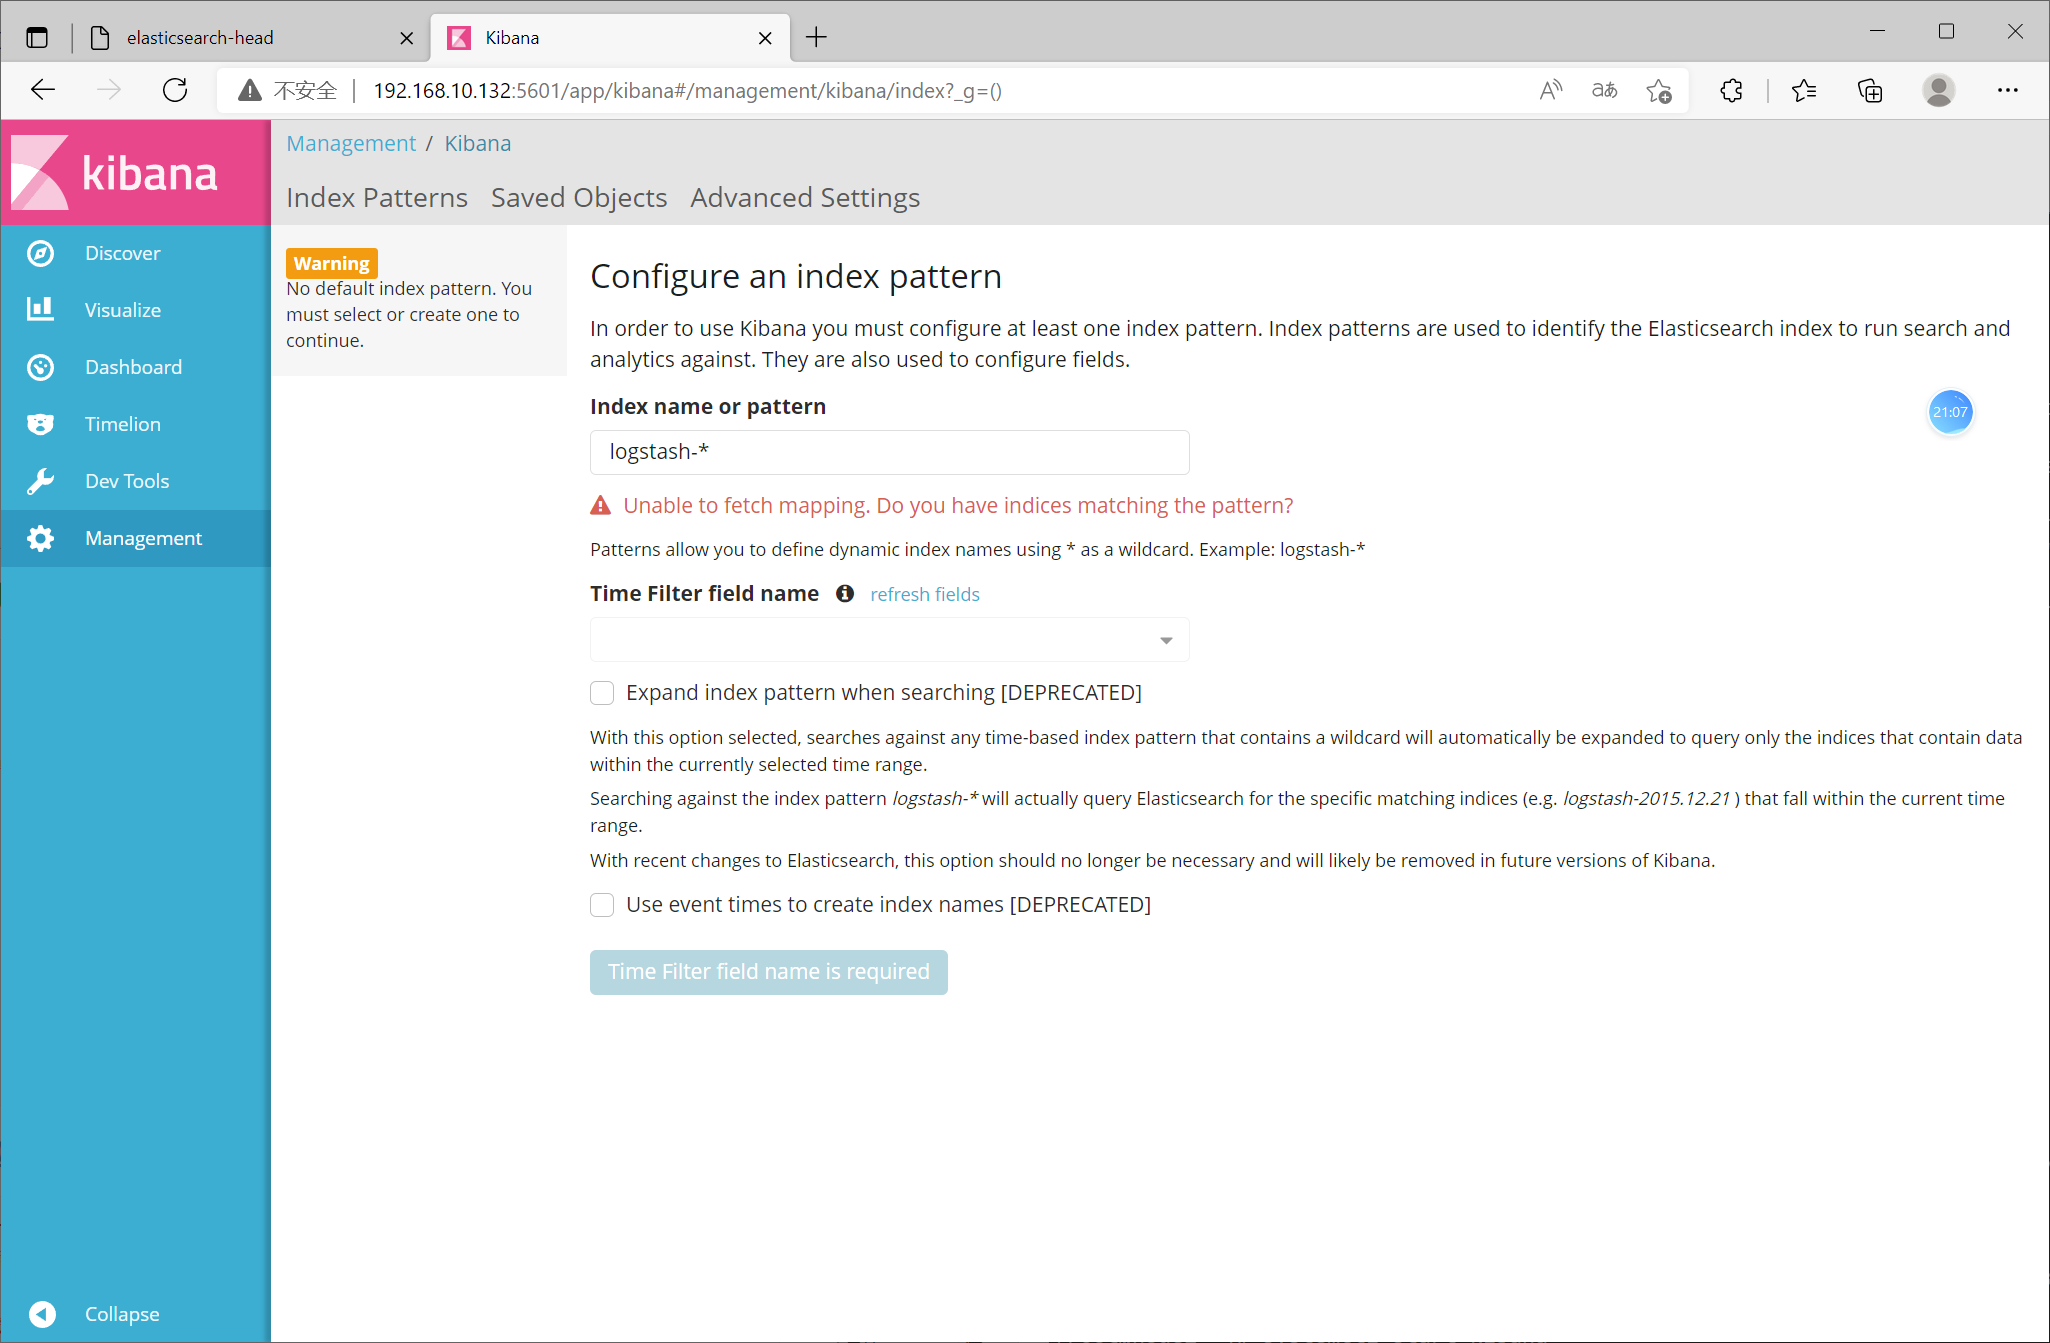 elasticsearch-head
Kibana
不安全
192.168.10.132:5601/app/kibana#/management/kibana/index?_g=()
kibana
Management / Kibana
Index Patterns Saved Objects Advanced Settings
Discover
Visualize
Dashboard
Timelion
Dev Tools
Management
Collapse
Warning
No default index pattern. You
must select or create one to
continue.
Configure an index pattern
In order to use Kibana you must configure at least one index pattern. Index patterns are used to identify the Elasticsearch index to run search and
analytics against. They are also used to configure fields.
Index name or pattern
logstash-*
Unable to fetch mapping. Do you have indices matching the pattern?
Patterns allow you to define dynamic index names using * as a wildcard. Example: logstash-*
Time Filter field name refresh fields
Expand index pattern when searching [DEPRECATED]
With this option selected, searches against any time-based index pattern that contains a wildcard will automatically be expanded to query only the indices that contain data
within the currently selected time range.
Searching against the index pattern logstash-* will actually query Elasticsearch for the specific matching indices (e.g. logstash-2015.12.21 ) that fall within the current time
range.
With recent changes to Elasticsearch, this option should no longer be necessary and will likely be removed in future versions of Kibana.
Use event times to create index names [DEPRECATED]
Time Filter field name is required
21:07